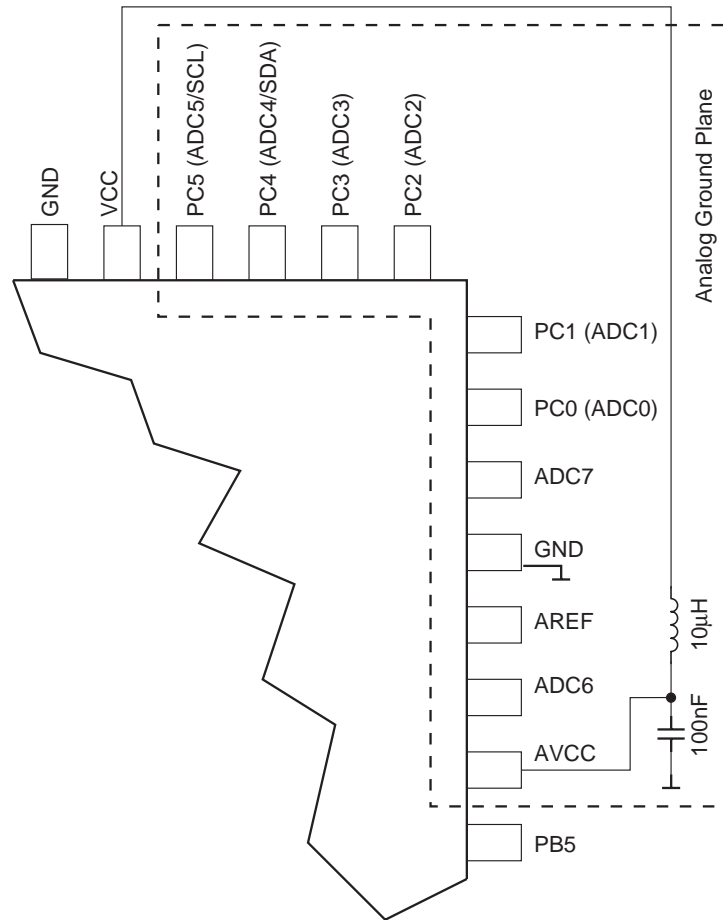 GND
VCC
PC5 (ADC5/SCL)
PC4 (ADC4/SDA)
PC3 (ADC3)
PC2 (ADC2)
Analog Ground Plane
PC1 (ADC1)
PC0 (ADC0)
ADC7
GND
AREF
ADC6
AVCC
PB5
10μH
100nF